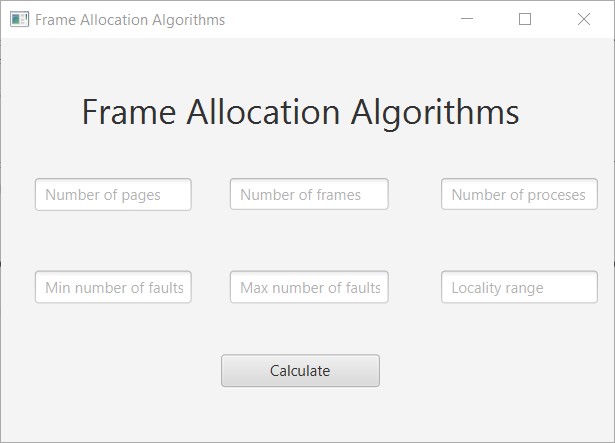 Frame Allocation Algorithms
Frame Allocation Algorithms
Number of pages
Number of frames
Number of proceses
Min number of faults
Max number of faults
Locality range
Calculate